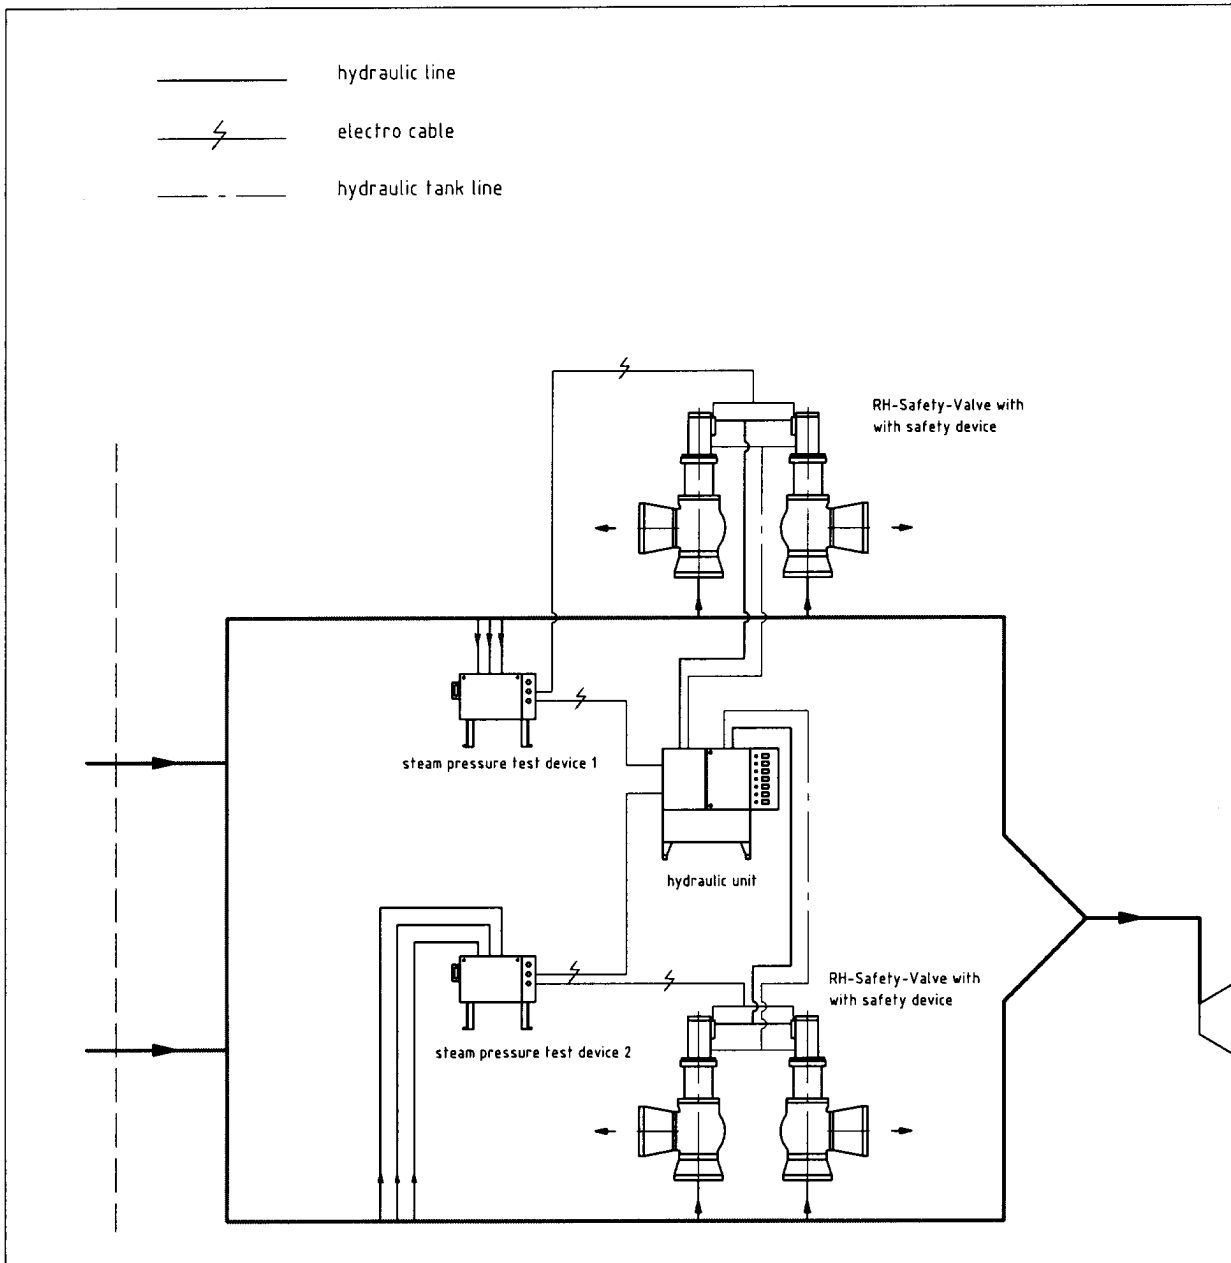 hydraulic line
electro cable
hydraulic tank line
RH-Safety-Valve with
with safety device
steam pressure test device 1
hydraulic unit
RH-Safety-Valve with
with safety device
steam pressure test device 2